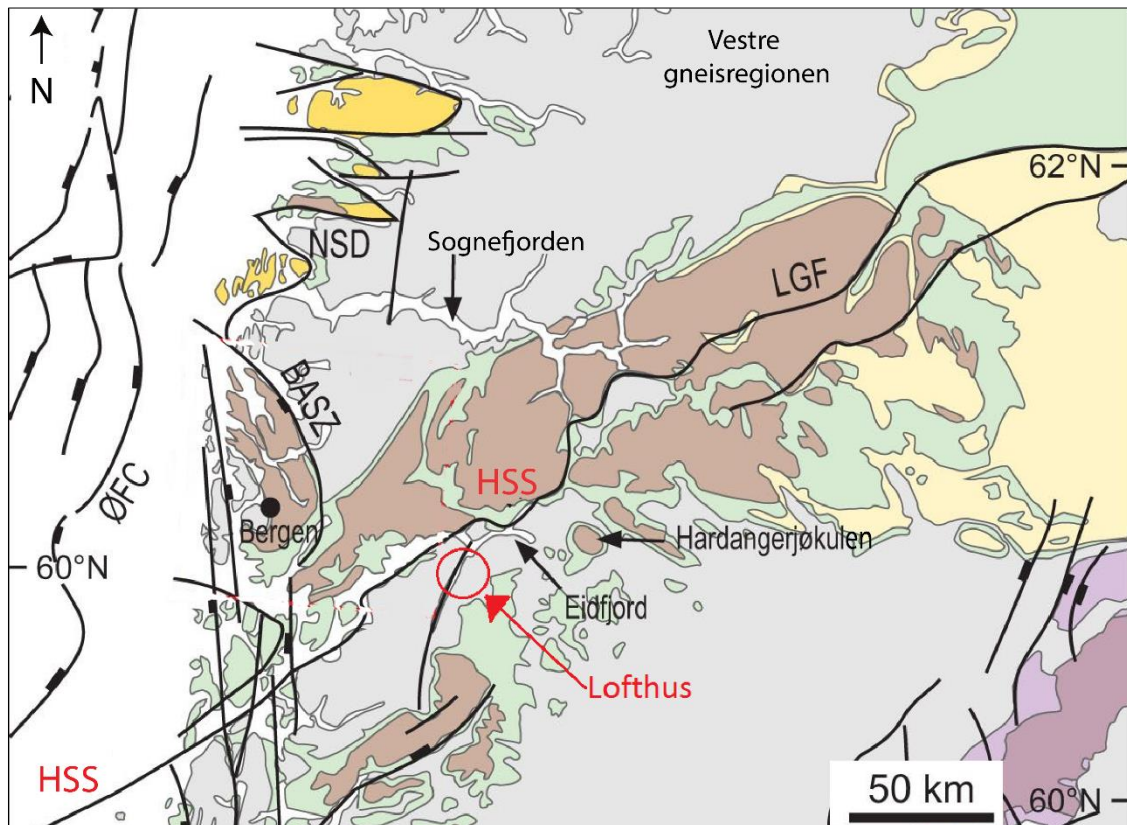 N
Vestre
gneisregionen
62°N
NSD
Sognefjorden
LGF
BASZ
ØFC
HSS
Bergen
Hardangerjøkulen
60°N
Eidfjord
Lofthus
HSS
50 km
60°N